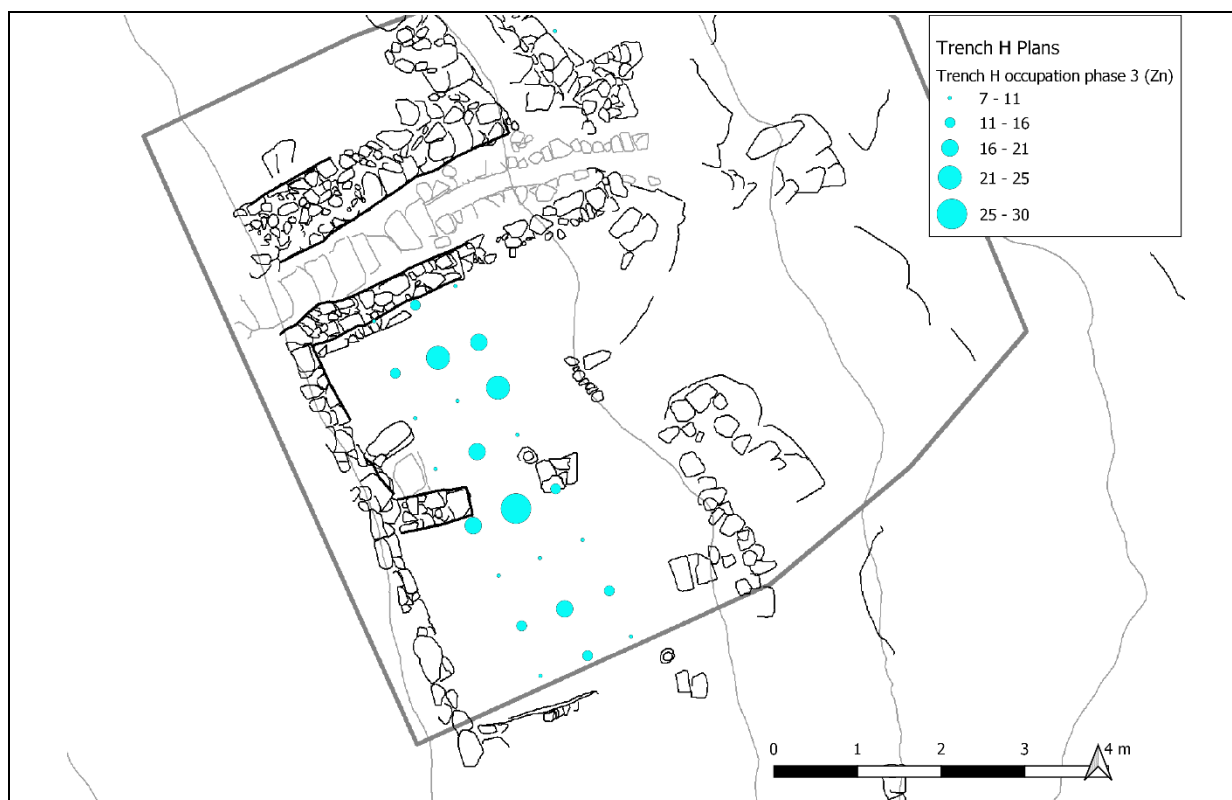 Trench H Plans
Trench H occupation phase 3 (Zn)
7 - 11
11 - 16
16 - 21
21 - 25
25 - 30
0 1 2 3 4 m